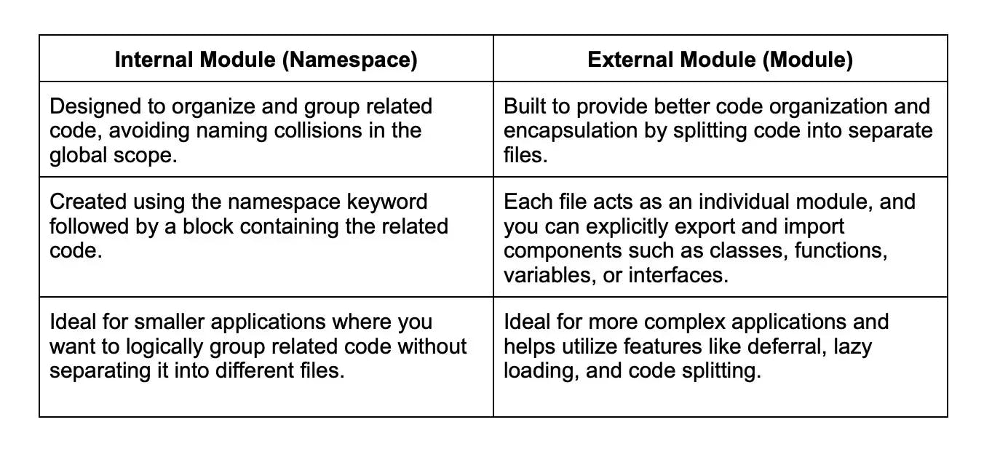 Internal Module (Namespace)
External Module (Module)
Designed to organize and group related
code, avoiding naming collisions in the
global scope.
Built to provide better code organization and
encapsulation by splitting code into separate
files.
Created using the namespace keyword
followed by a block containing the related
code.
Each file acts as an individual module, and
you can explicitly export and import
components such as classes, functions,
variables, or interfaces.
Ideal for smaller applications where you
want to logically group related code without
separating it into different files.
Ideal for more complex applications and
helps utilize features like deferral, lazy
loading, and code splitting.